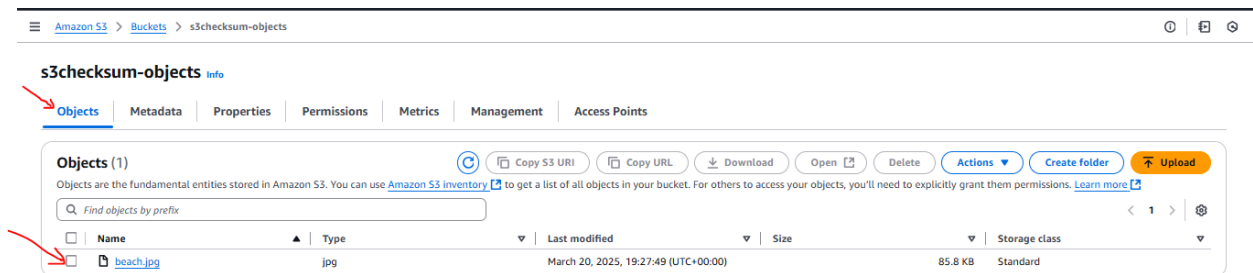 Amazon S3 > Buckets > s3checksum-objects
s3checksum-objects Info
Objects Metadata Properties Permissions Metrics Management Access Points
Objects (1) Copy S3 URI Copy URL Download Open Delete Actions Create folder Upload
Objects are the fundamental entities stored in Amazon S3. You can use Amazon S3 inventory to get a list of all objects in your bucket. For others to access your objects, you'll need to explicitly grant them permissions. Learn more
Find objects by prefix < 1 >
Name Type Last modified Size Storage class
beach.jpg jpg March 20, 2025, 19:27:49 (UTC+00:00) 85.8 KB Standard